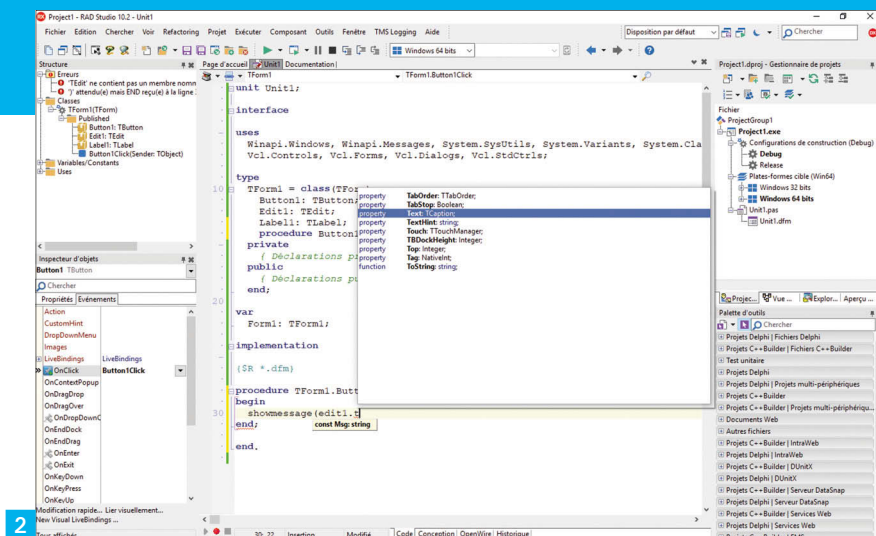 Project1 - RAD Studio 10.2 - Unit1
Fichier Edition Chercher Voir Refactoring Projet Exécuter Composant Outils Fenêtre TMS Logging Aide
Disposition par défaut
Chercher
Windows 64 bits
Structure
Erreurs
'TEdit' ne contient pas un membre nomm
')' attendu(e) mais END reçu(e) à la ligne
Classes
TForm1(TForm)
Published
Button1: TButton
Edit1: TEdit
Label1: TLabel
Button1Click(Sender: TObject)
Variables/Constants
Uses
Inspecteur d'objets
Button1 TButton
Chercher
Propriétés Evénements
Action
CustomHint
DropDownMenu
Images
LiveBindings LiveBindings
OnClick Button1Click
OnContextPopup
OnDragDrop
OnDragOver
OnDropDownC
OnEndDock
OnEndDrag
OnEnter
OnExit
OnKeyDown
OnKeyPress
OnKeyUp
Modification rapide... Lier visuellement...
New Visual LiveBindings ...
Tous affichés
2
Page d'accueil Unit1 Documentation
TForm1 TForm1.Button1Click
unit Unit1;
interface
uses
Winapi.Windows, Winapi.Messages, System.SysUtils, System.Variants, System.Cla
Vcl.Controls, Vcl.Forms, Vcl.Dialogs, Vcl.StdCtrls;
type
10 TForm1 = class(TForm)
Button1: TButton;
Edit1: TEdit;
Label1: TLabel;
procedure Button1
private
{ Déclarations pr
public
{ Déclarations pu
end;
20
var
Form1: TForm1;
implementation
{$R *.dfm}
procedure TForm1.Butt
begin
30 showmessage(edit1.t
end;
const Msg: string
end.
property TabOrder: TTabOrder;
property TabStop: Boolean;
property Text: TCaption;
property TextHint: string;
property Touch: TTouchManager;
property TBDockHeight: Integer;
property Top: Integer;
property Tag: NativeInt;
function ToString: string;
30: 22 Insertion Modifié Code Conception OpenWire Historique
Project1.dproj - Gestionnaire de projets
Fichier
ProjectGroup1
Project1.exe
Configurations de construction (Debug)
Debug
Release
Plates-formes cible (Win64)
Windows 32 bits
Windows 64 bits
Unit1.pas
Unit1.dfm
Projec... Vue ... Explor... Aperçu ...
Palette d'outils
Chercher
Projets Delphi | Fichiers Delphi
Projets C++Builder | Fichiers C++Builder
Test unitaire
Projets Delphi
Projets Delphi | Projets multi-périphériques
Projets C++Builder
Projets C++Builder | Projets multi-périphériqu...
Documents Web
Autres fichiers
Projets C++Builder | IntraWeb
Projets Delphi | IntraWeb
Projets C++Builder | DUnitX
Projets Delphi | DUnitX
Projets C++Builder | Serveur DataSnap
Projets Delphi | Serveur DataSnap
Projets C++Builder | Services Web
Projets Delphi | Services Web